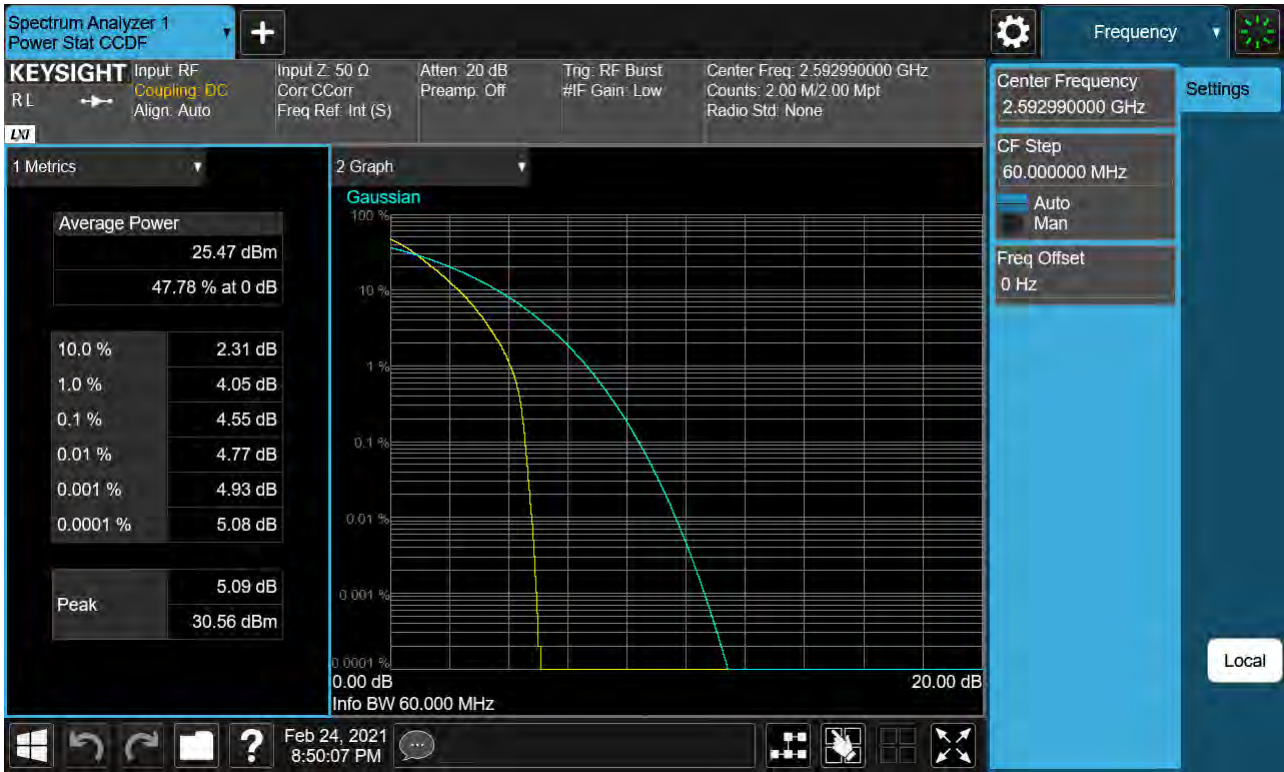 Spectrum Analyzer 1
Power Stat CCDF
+
Frequency
KEYSIGHT
R L
LXI
Input: RF
Coupling: DC
Align: Auto
Input Z: 50 Ω
Corr CCorr
Freq Ref: Int (S)
Atten: 20 dB
Preamp: Off
Trig: RF Burst
#IF Gain: Low
Center Freq: 2.592990000 GHz
Counts: 2.00 M/2.00 Mpt
Radio Std: None
Center Frequency
2.592990000 GHz
Settings
CF Step
60.000000 MHz
Auto
Man
Freq Offset
0 Hz
1 Metrics
Average Power
25.47 dBm
47.78 % at 0 dB
10.0 % 2.31 dB
1.0 % 4.05 dB
0.1 % 4.55 dB
0.01 % 4.77 dB
0.001 % 4.93 dB
0.0001 % 5.08 dB
Peak
5.09 dB
30.56 dBm
2 Graph
Gaussian
100 %
10 %
1 %
0.1 %
0.01 %
0.001 %
0.0001 %
0.00 dB 20.00 dB
Info BW 60.000 MHz
Local
?
Feb 24, 2021
8:50:07 PM